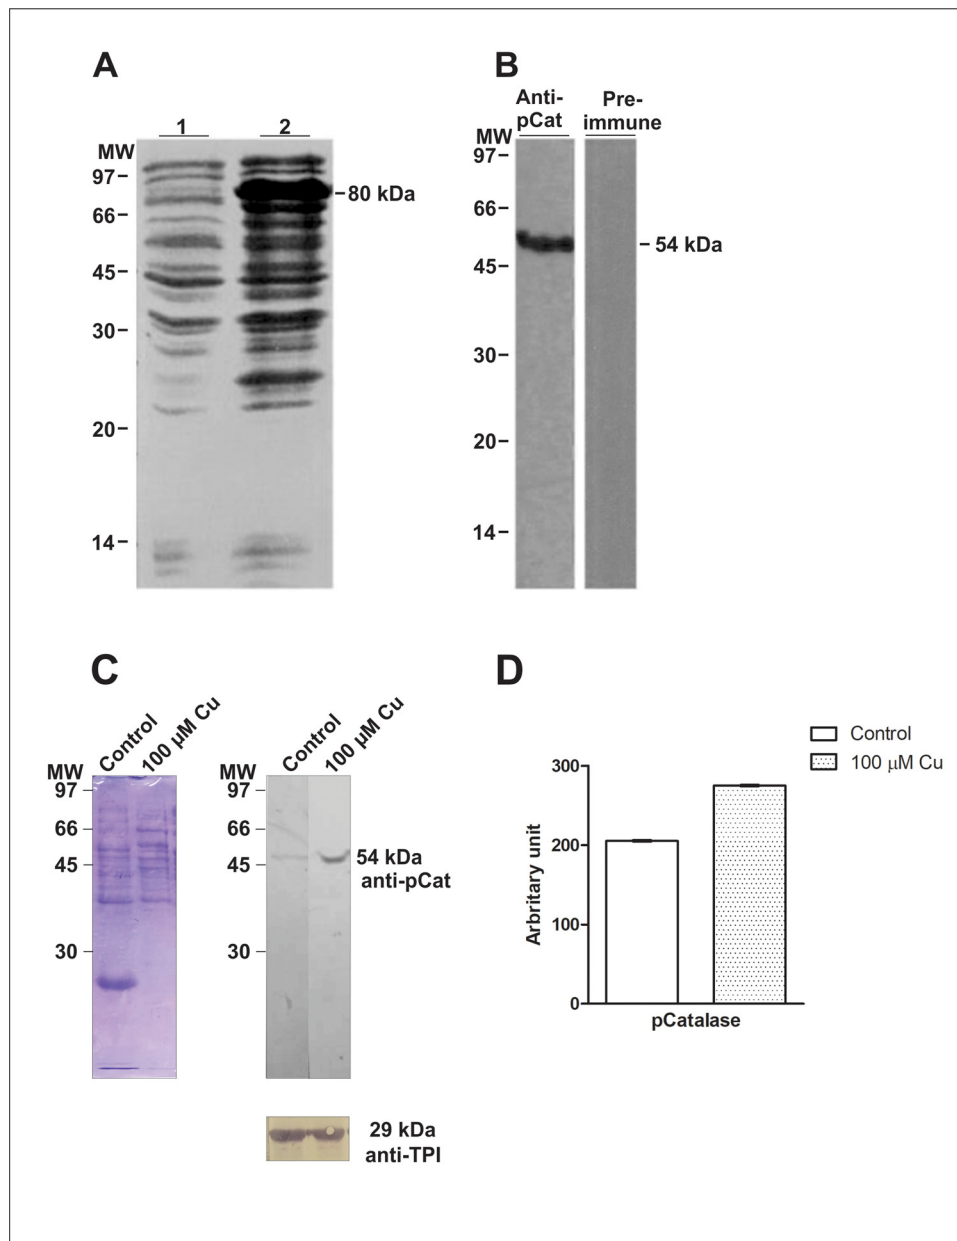 A
1 2
MW
97
66
45
30
20
14
80 kDa
B
Anti-
pCat
Pre-
immune
MW
97
66
45
30
20
14
54 kDa
C
Control
100 µM Cu
MW
97
66
45
30
Control
100 µM Cu
MW
97
66
45
30
54 kDa
anti-pCat
29 kDa
anti-TPI
D
Control
100 μM Cu
300
200
100
0
Arbritary unit
pCatalase